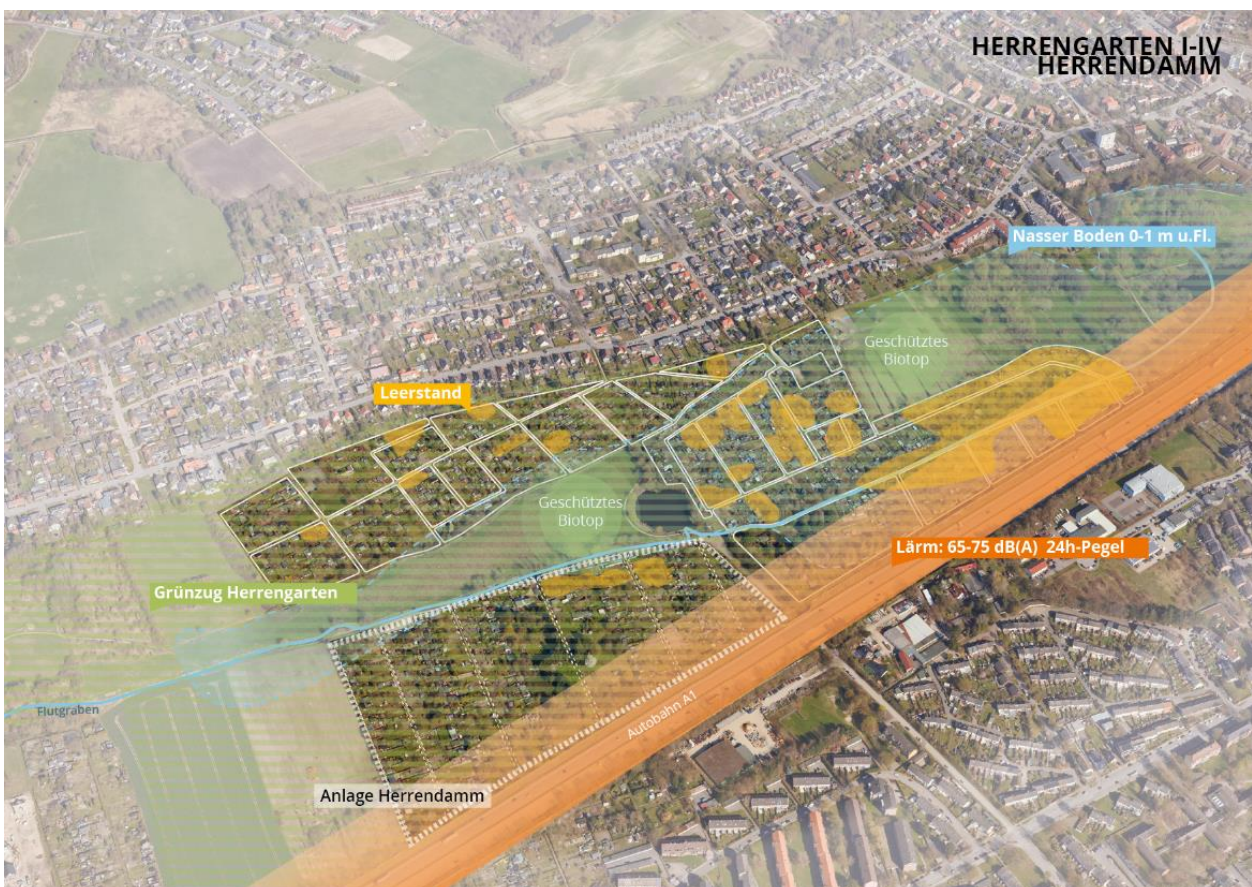 HERRENGARTEN I-IV
HERRENDAMM
Nasser Boden 0-1 m u.Fl.
Geschütztes
Biotop
Leerstand
Geschütztes
Biotop
Lärm: 65-75 dB(A) 24h-Pegel
Grünzug Herrengarten
Flutgraben
Autobahn A1
Anlage Herrendamm